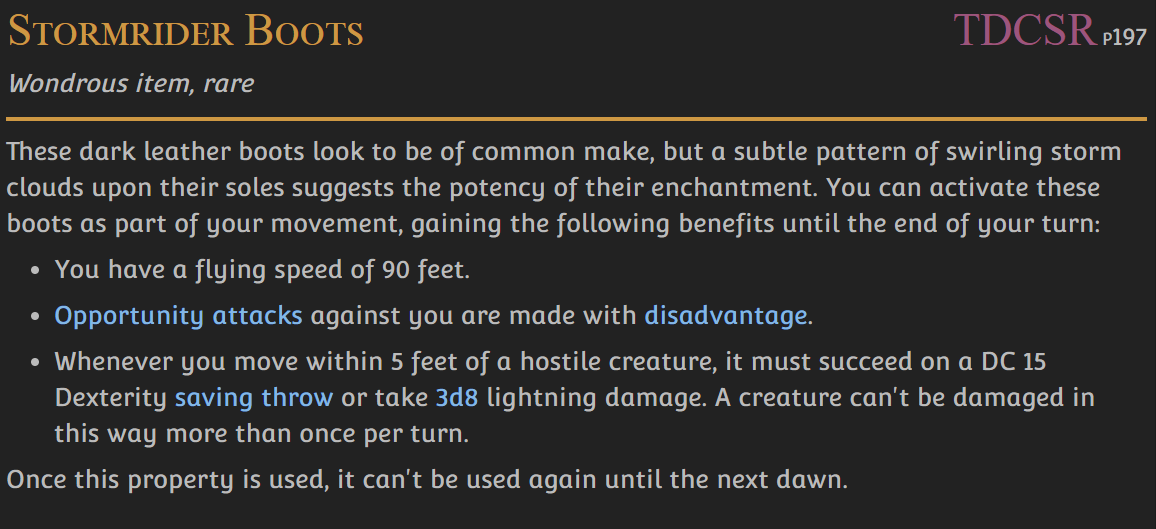 Stormrider Boots TDCSR p197
Wondrous item, rare
These dark leather boots look to be of common make, but a subtle pattern of swirling storm
clouds upon their soles suggests the potency of their enchantment. You can activate these
boots as part of your movement, gaining the following benefits until the end of your turn:
• You have a flying speed of 90 feet.
• Opportunity attacks against you are made with disadvantage.
• Whenever you move within 5 feet of a hostile creature, it must succeed on a DC 15
Dexterity saving throw or take 3d8 lightning damage. A creature can't be damaged in
this way more than once per turn.
Once this property is used, it can't be used again until the next dawn.